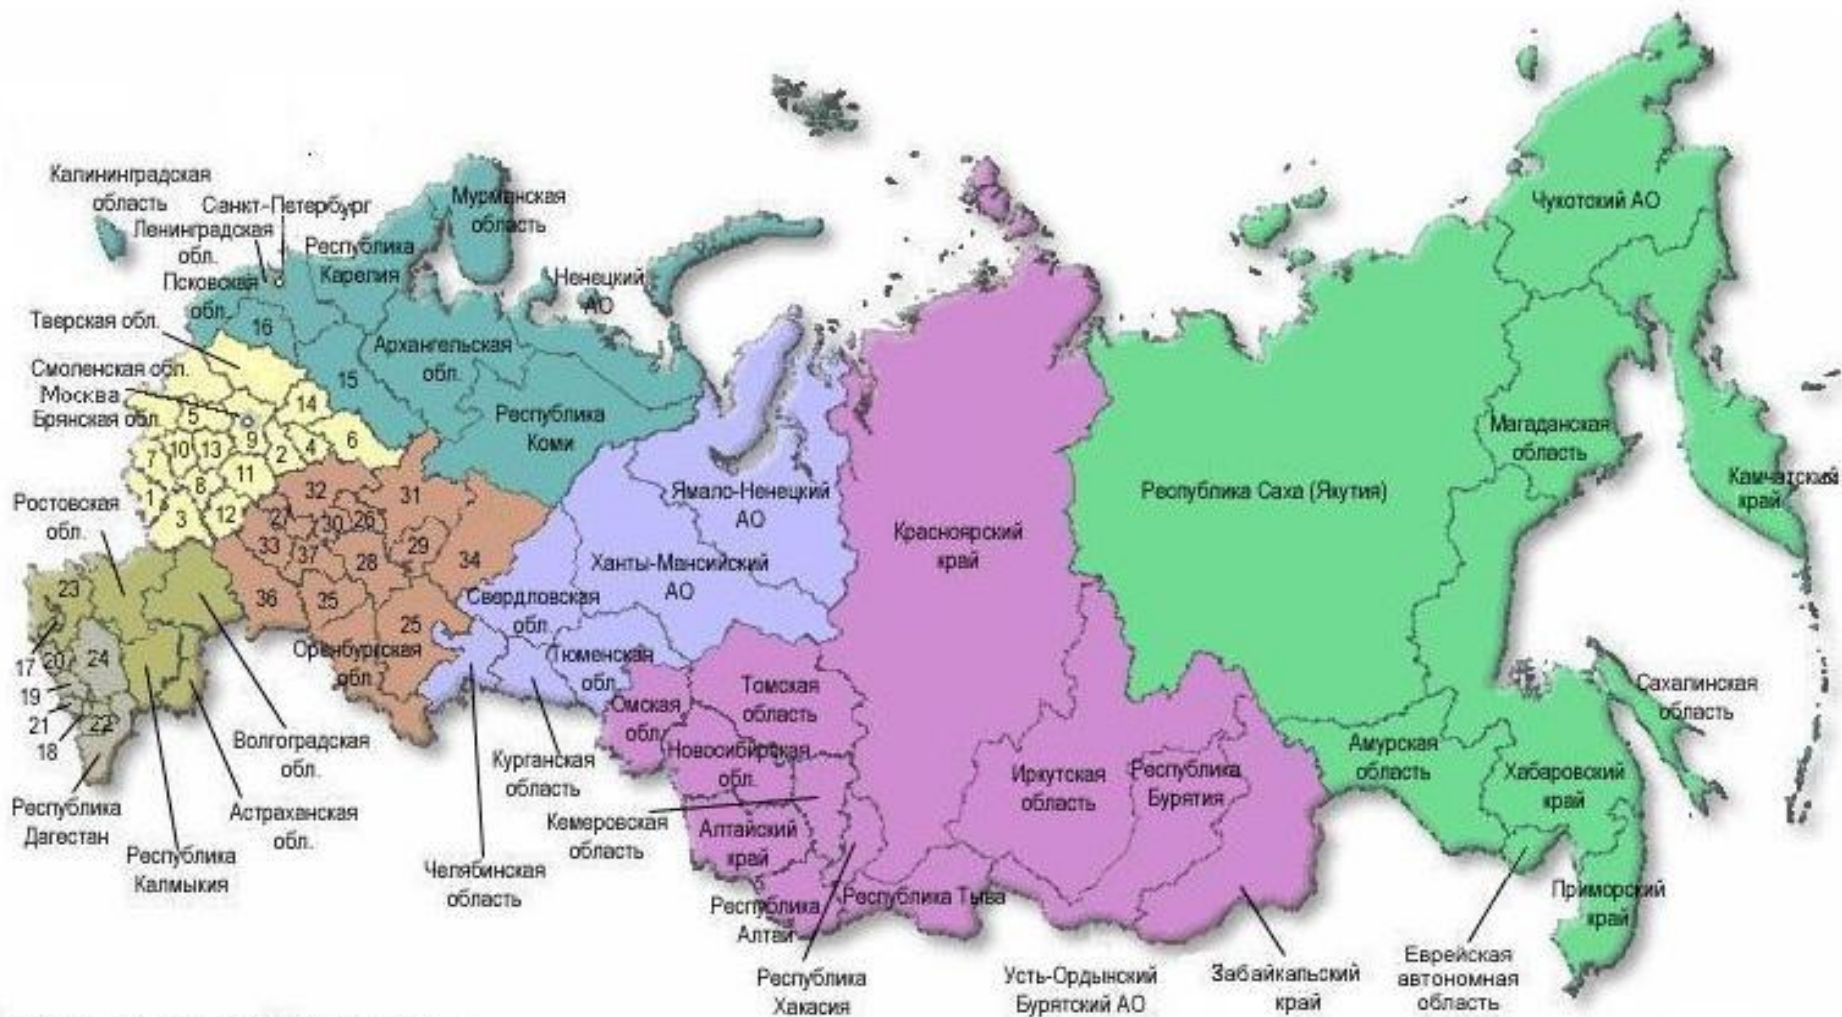 Калининградская
область
Санкт-Петербург
Ленинградская
обл.
Республика
Карелия
Мурманская
область
Псковская
обл.
Ненецкий
АО
Тверская обл.
16
Архангельская
обл.
15
Смоленская обл.
Москва
Брянская обл.
Республика
Коми
5
14
7
10
13
9
2
4
6
1
8
11
3
12
Ростовская
обл.
32
31
27
30
26
33
37
28
29
34
36
35
25
Оренбургская
обл.
23
17
20
24
19
21
18
22
Республика
Дагестан
Республика
Калмыкия
Астраханская
обл.
Волгоградская
обл.
Ямало-Ненецкий
АО
Ханты-Мансийский
АО
Свердловская
обл.
Тюменская
обл.
Курганская
область
Челябинская
область
Омская
обл.
Томская
область
Новосибирская
обл.
Кемеровская
область
Алтайский
край
Республика
Алтай
Республика
Хакасия
Республика Тыва
Красноярский
край
Иркутская
область
Республика
Бурятия
Усть-Ордынский
Бурятский АО
Забайкальский
край
Республика Саха (Якутия)
Чукотский АО
Магаданская
область
Камчатский
край
Сахалинская
область
Амурская
область
Хабаровский
край
Приморский
край
Еврейская
автономная
область